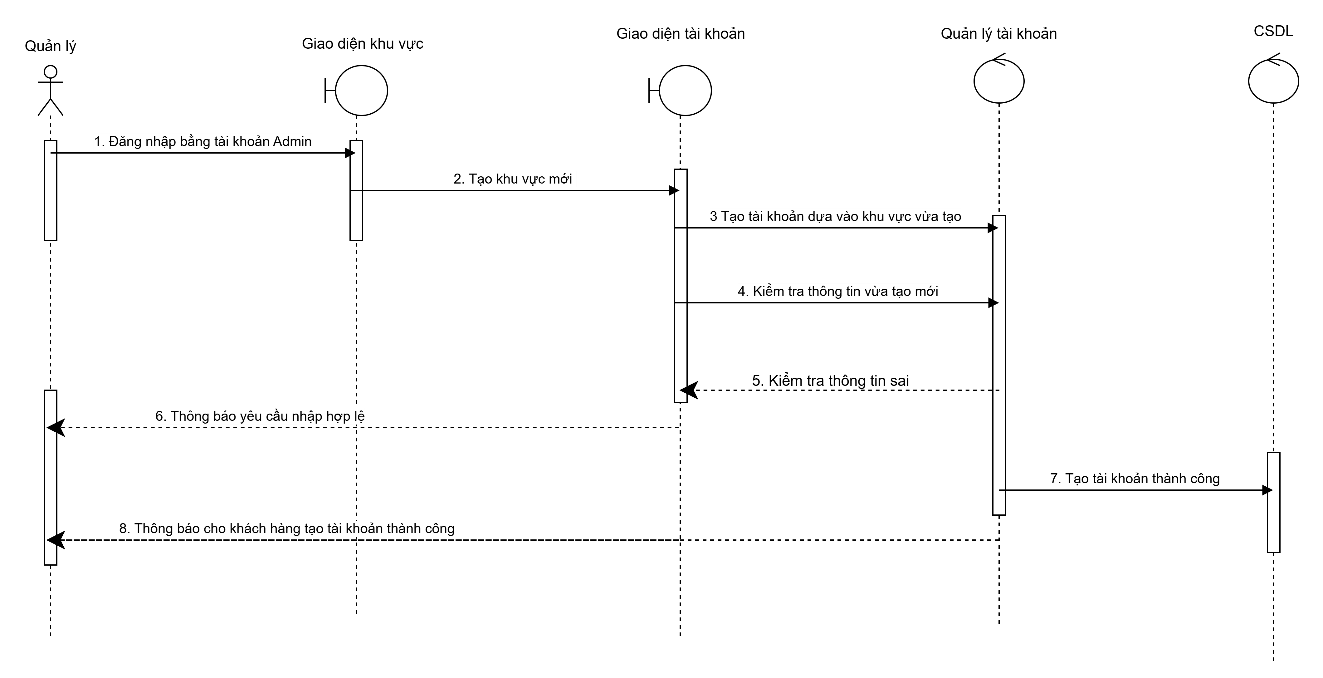 Quản lý
Giao diện khu vực
Giao diện tài khoản
Quản lý tài khoản
CSDL
1. Đăng nhập bằng tài khoản Admin
2. Tạo khu vực mới
3 Tạo tài khoản dựa vào khu vực vừa tạo
4. Kiểm tra thông tin vừa tạo mới
5. Kiểm tra thông tin sai
6. Thông báo yêu cầu nhập hợp lệ
7. Tạo tài khoản thành công
8. Thông báo cho khách hàng tạo tài khoản thành công